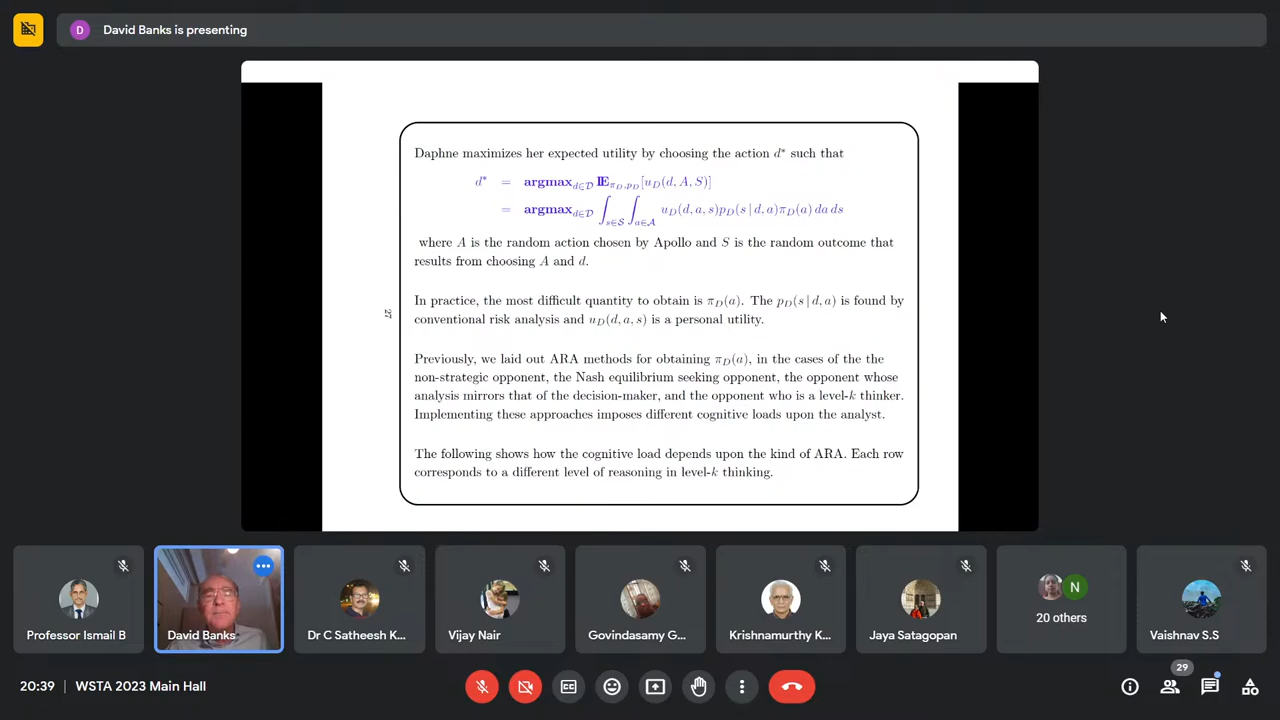 D David Banks is presenting
Daphne maximizes her expected utility by choosing the action d* such that
d* = argmax_{d∈𝒟} 𝐈𝐄_{π_D,p_D}[u_D(d, A, S)]
= argmax_{d∈𝒟} ∫_{s∈𝒮} ∫_{a∈𝒜} u_D(d, a, s)p_D(s | d, a)π_D(a) da ds
where A is the random action chosen by Apollo and S is the random outcome that
results from choosing A and d.
In practice, the most difficult quantity to obtain is π_D(a). The p_D(s | d, a) is found by
conventional risk analysis and u_D(d, a, s) is a personal utility.
27
Previously, we laid out ARA methods for obtaining π_D(a), in the cases of the the
non-strategic opponent, the Nash equilibrium seeking opponent, the opponent whose
analysis mirrors that of the decision-maker, and the opponent who is a level-k thinker.
Implementing these approaches imposes different cognitive loads upon the analyst.
The following shows how the cognitive load depends upon the kind of ARA. Each row
corresponds to a different level of reasoning in level-k thinking.
N
Professor Ismail B
David Banks
Dr C Satheesh K...
Vijay Nair
Govindasamy G...
Krishnamurthy K...
Jaya Satagopan
20 others
Vaishnav S.S
20:39 | WSTA 2023 Main Hall
29